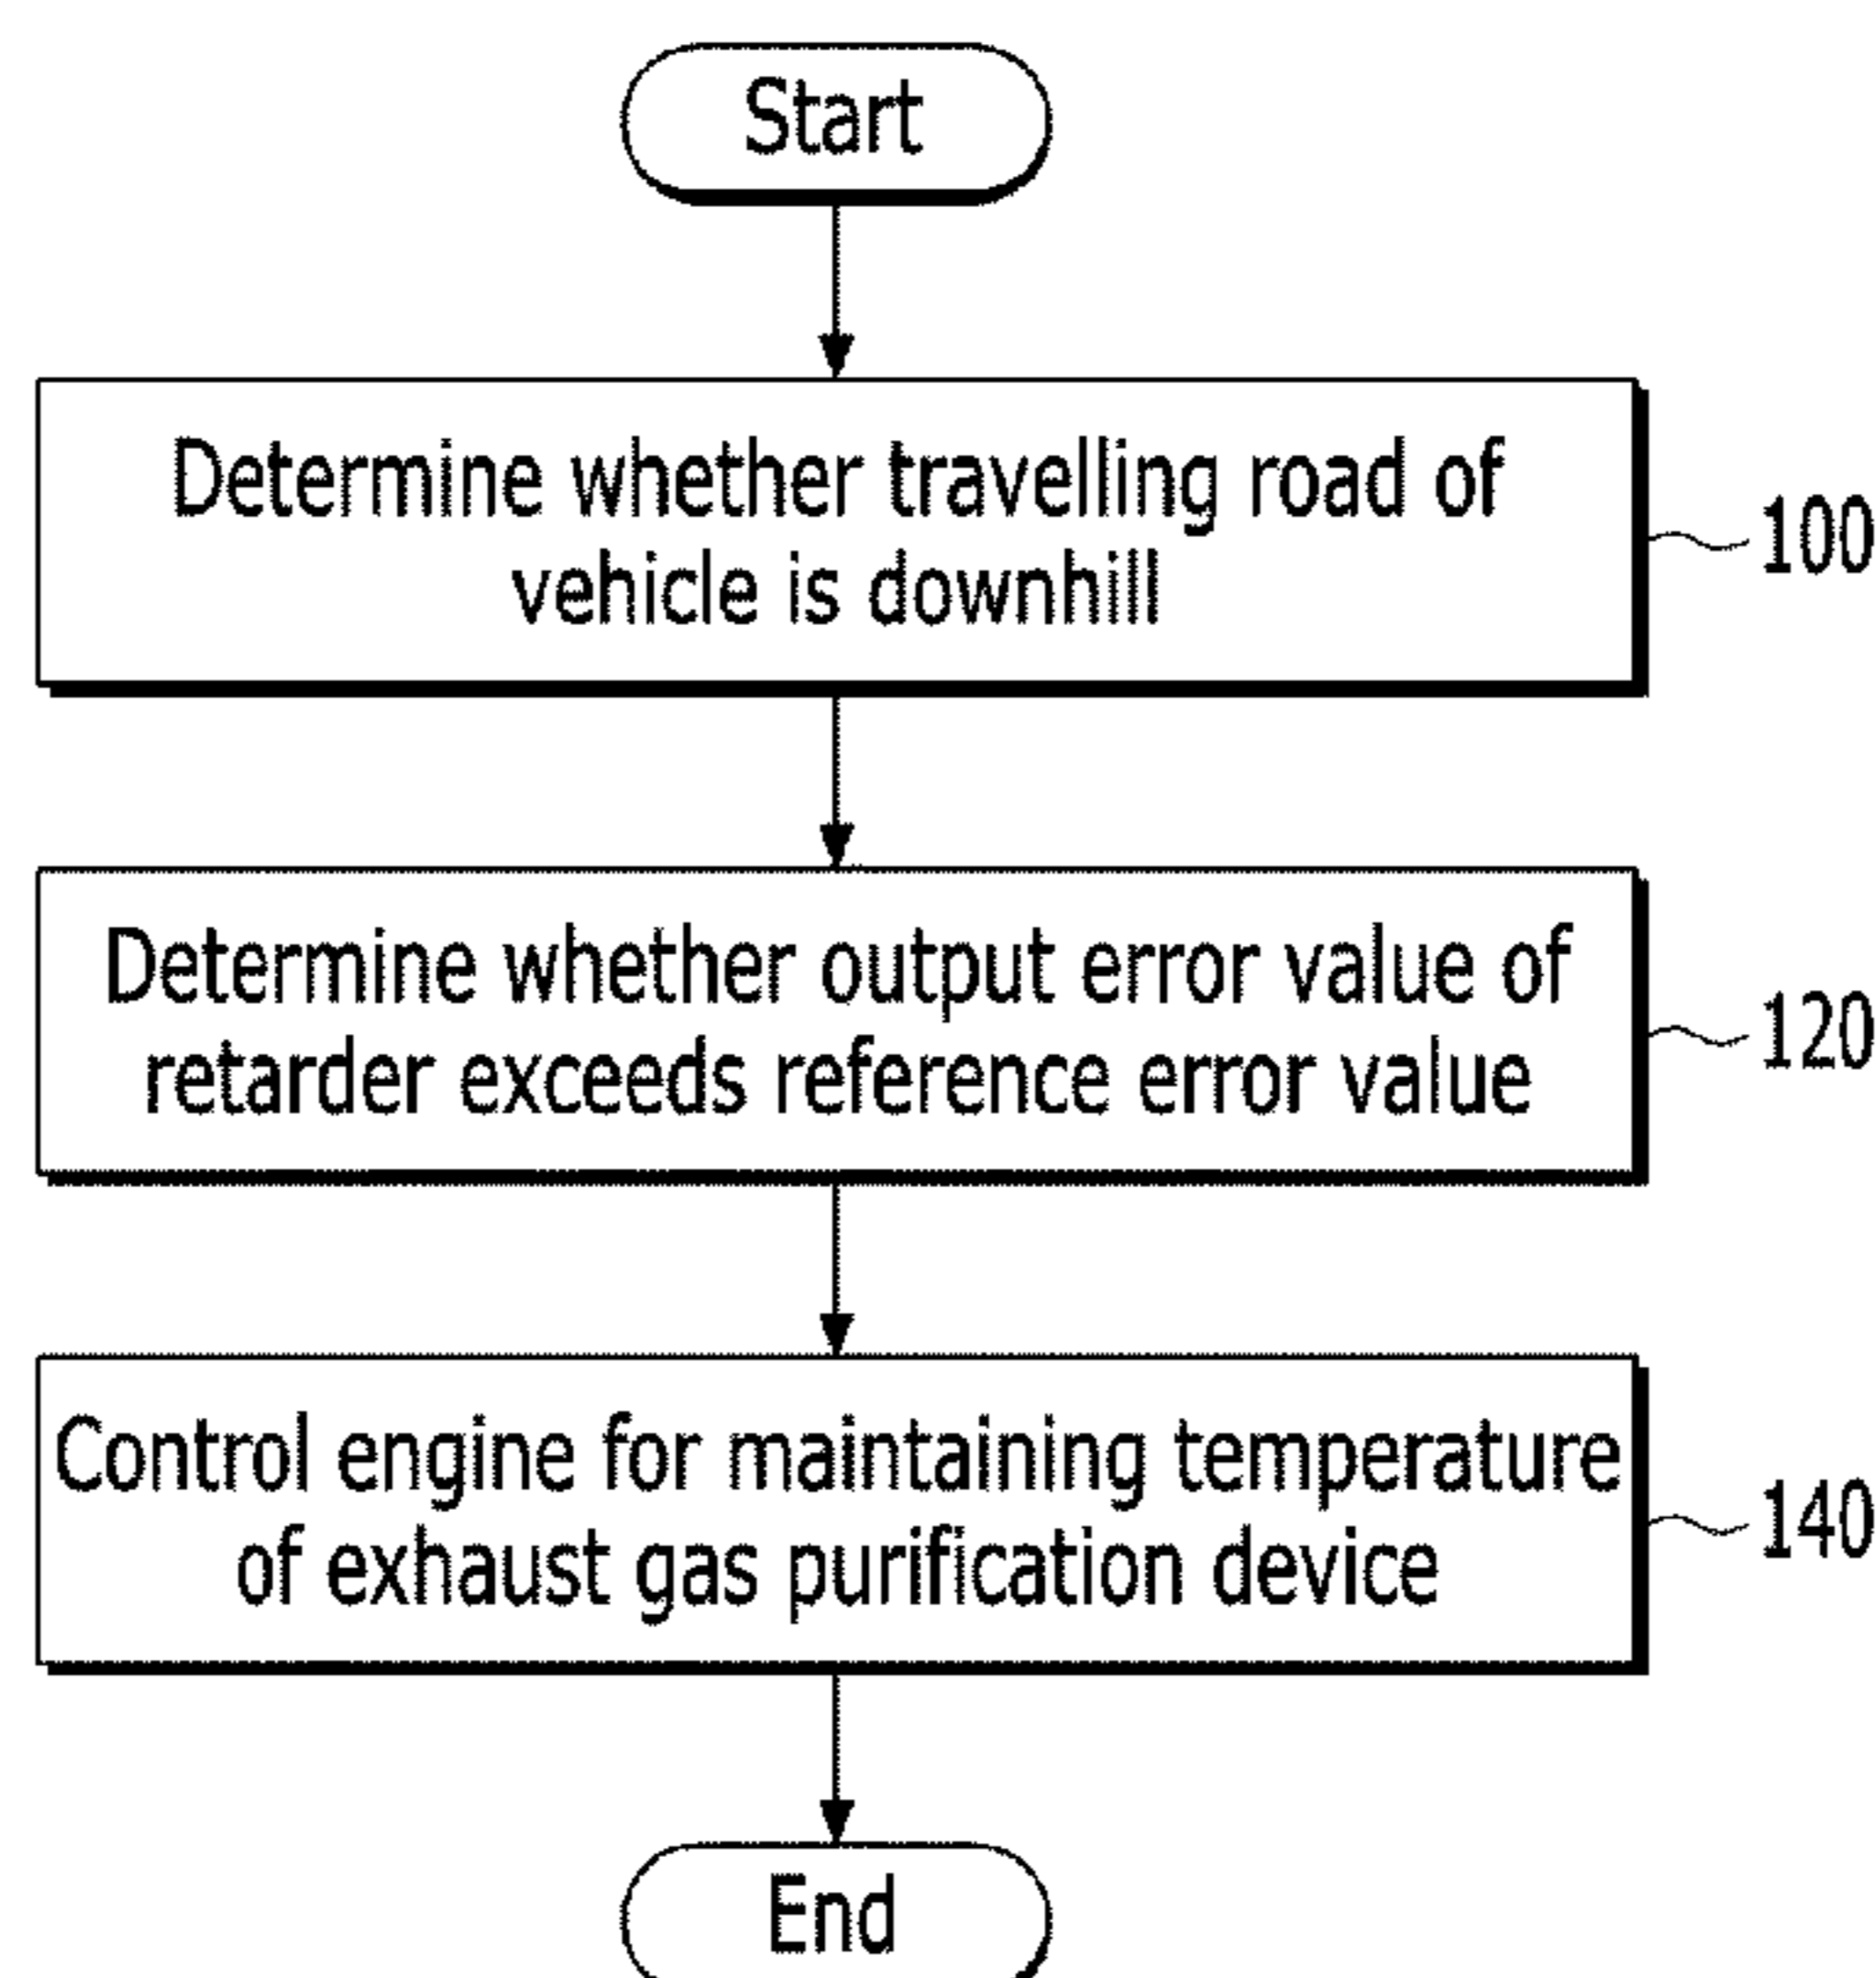 Start
Determine whether travelling road of
vehicle is downhill
100
Determine whether output error value of
retarder exceeds reference error value
120
Control engine for maintaining temperature
of exhaust gas purification device
140
End